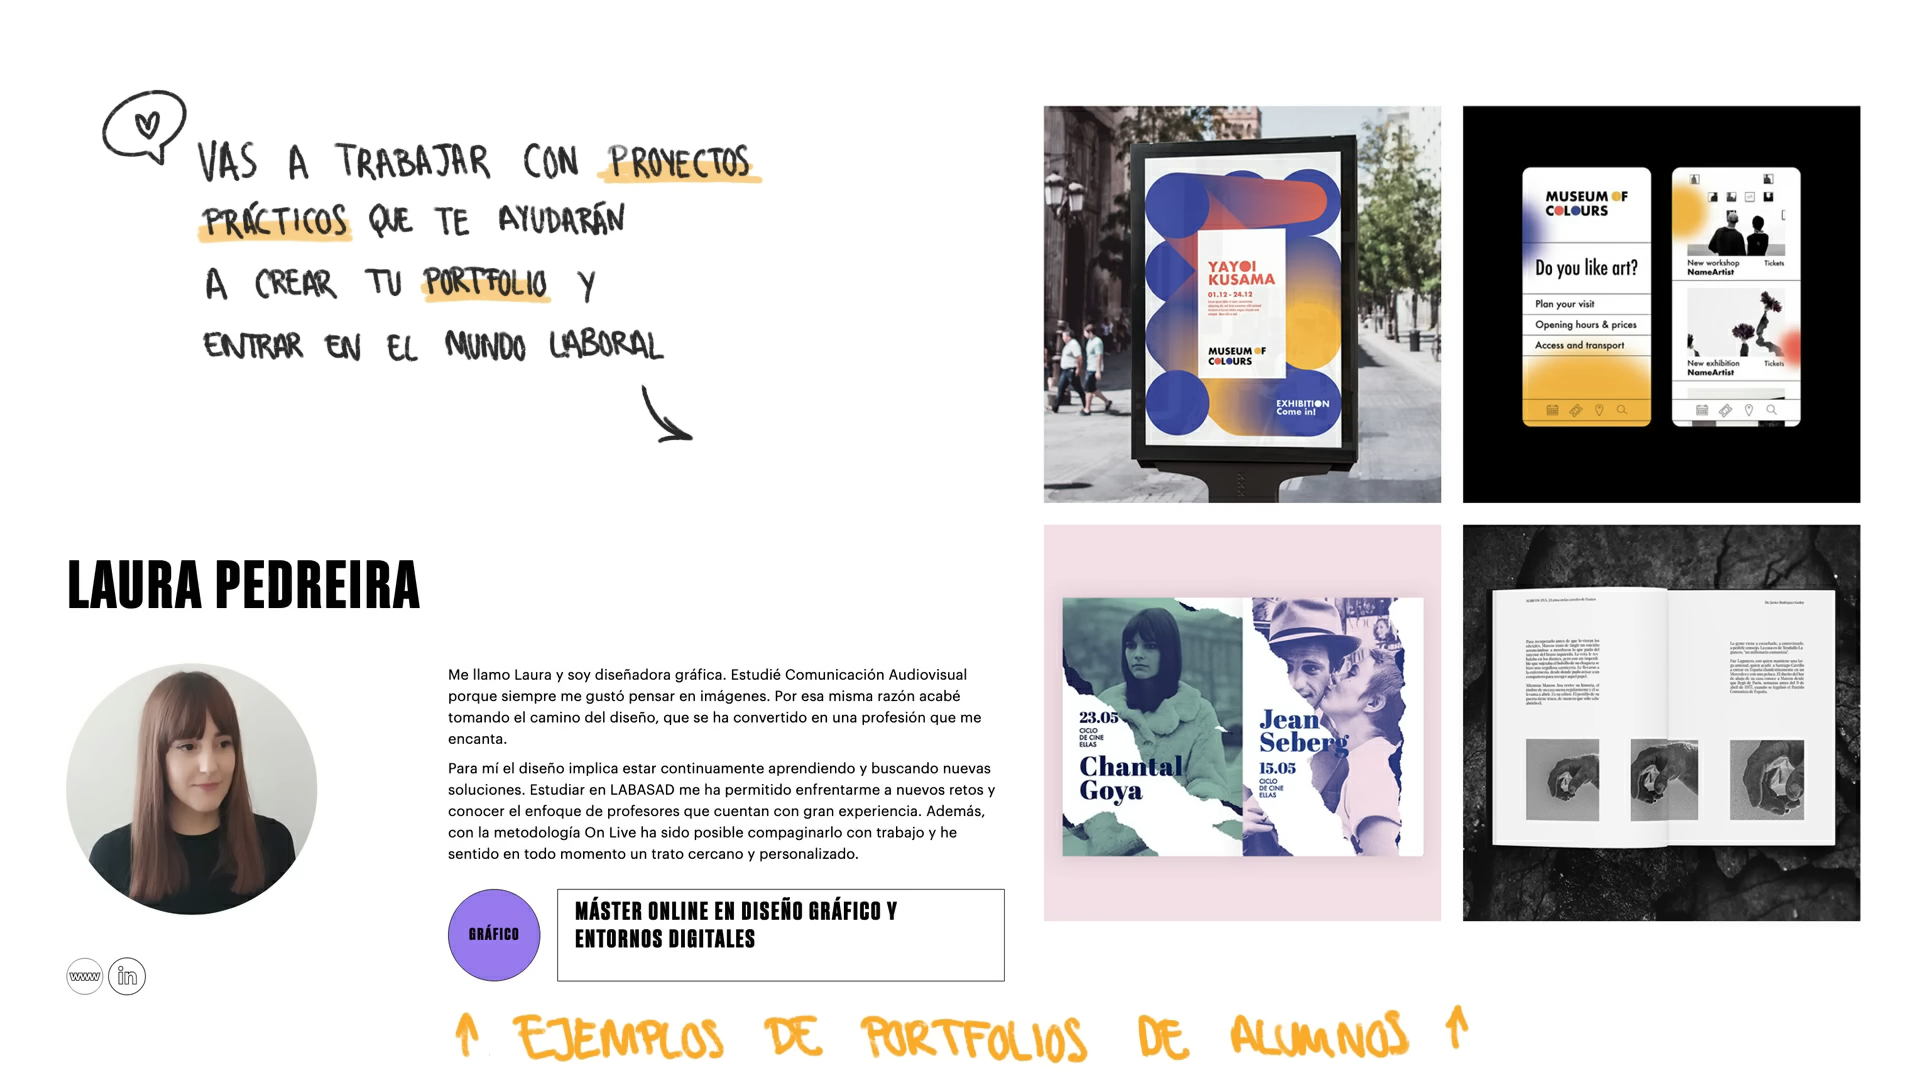 VAS A TRABAJAR CON PROYECTOS
PRÁCTICOS QUE TE AYUDARÁN
A CREAR TU PORTFOLIO Y
ENTRAR EN EL MUNDO LABORAL
LAURA PEDREIRA
Me llamo Laura y soy diseñadora gráfica. Estudié Comunicación Audiovisual
porque siempre me gustó pensar en imágenes. Por esa misma razón acabé
tomando el camino del diseño, que se ha convertido en una profesión que me
encanta.
Para mí el diseño implica estar continuamente aprendiendo y buscando nuevas
soluciones. Estudiar en LABASAD me ha permitido enfrentarme a nuevos retos y
conocer el enfoque de profesores que cuentan con gran experiencia. Además,
con la metodología On Live ha sido posible compaginarlo con trabajo y he
sentido en todo momento un trato cercano y personalizado.
GRÁFICO
MÁSTER ONLINE EN DISEÑO GRÁFICO Y
ENTORNOS DIGITALES
www
in
YAYOI
KUSAMA
01.12 - 24.12
MUSEUM OF
COLOURS
EXHIBITION
Come in!
MUSEUM OF
COLOURS
Do you like art?
Plan your visit
Opening hours & prices
Access and transport
New workshop Tickets
NameArtist
New exhibition Tickets
NameArtist
23.05
CICLO
DE CINE
ELLAS
Chantal
Goya
Jean
Seberg
15.05
CICLO
DE CINE
ELLAS
↑ EJEMPLOS DE PORTFOLIOS DE ALUMNOS ↑